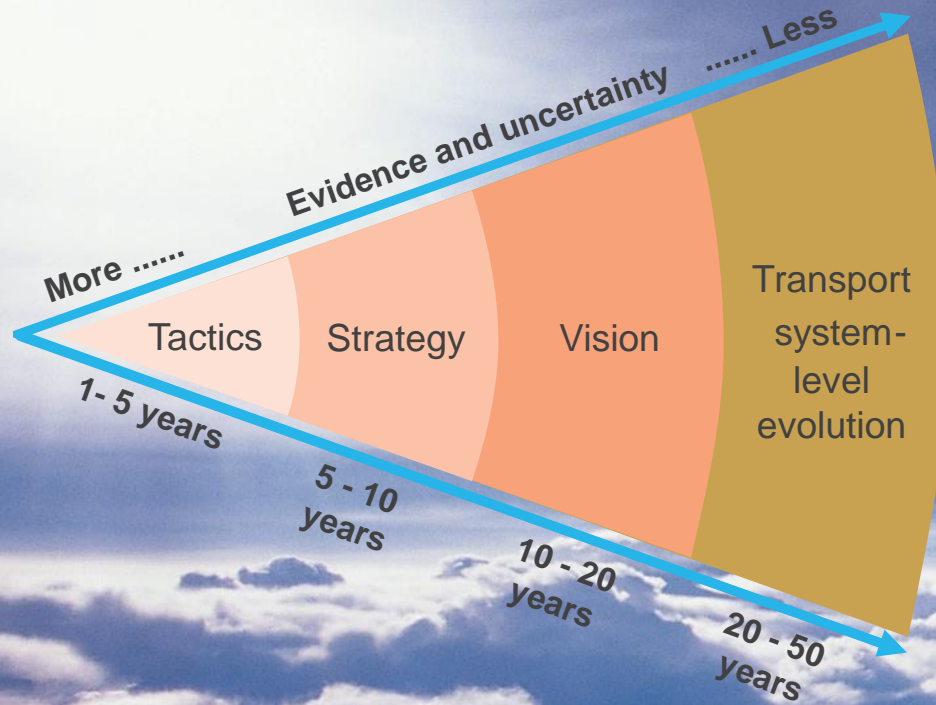 More ...... Evidence and uncertainty ...... Less
Tactics
Strategy
Vision
Transport
system-
level
evolution
1- 5 years
5 - 10
years
10 - 20
years
20 - 50
years